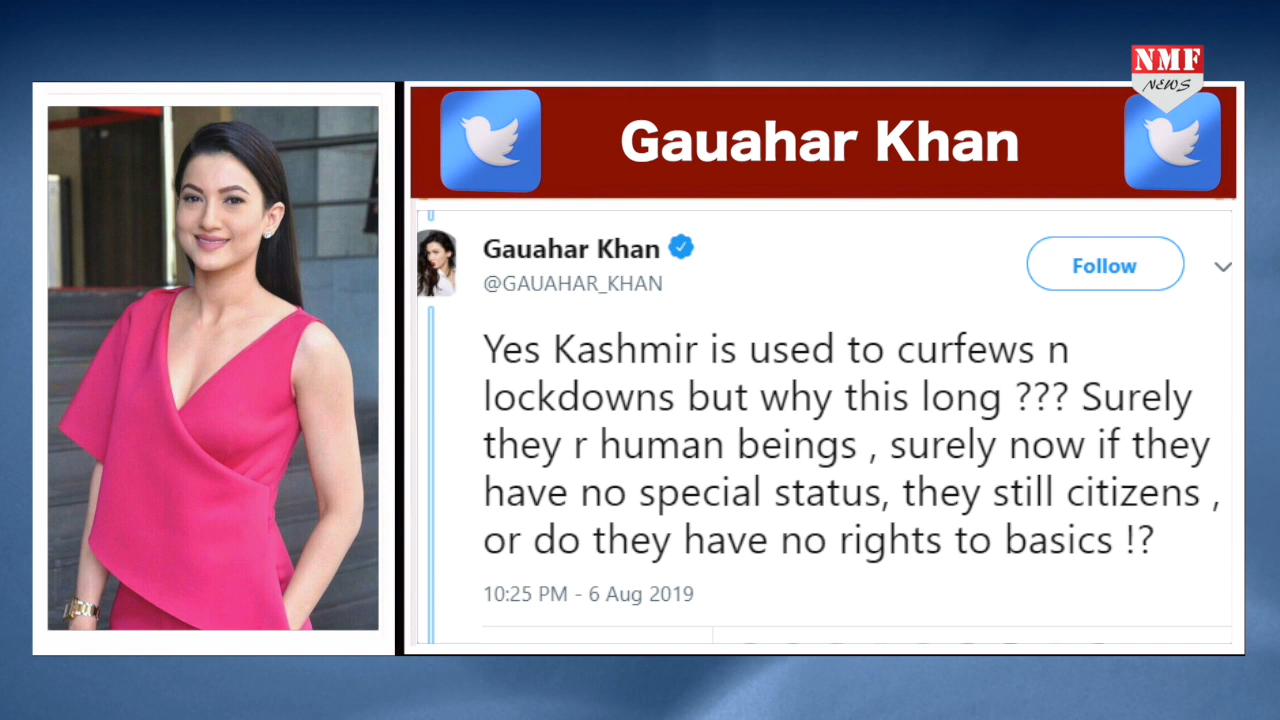 NMF
NEWS
Gauahar Khan
Gauahar Khan
@GAUAHAR_KHAN
Follow
Yes Kashmir is used to curfews n
lockdowns but why this long ??? Surely
they r human beings , surely now if they
have no special status, they still citizens ,
or do they have no rights to basics !?
10:25 PM - 6 Aug 2019